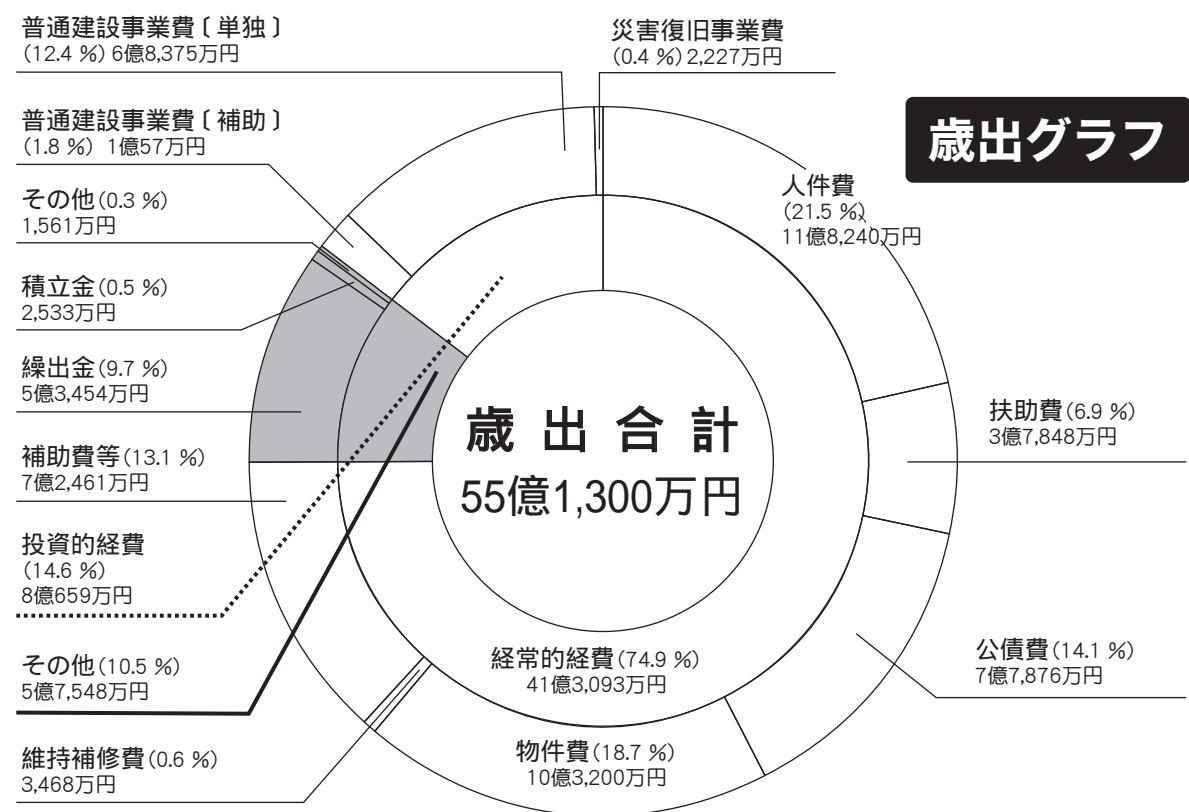 普通建設事業費〔単独〕
(12.4 %) 6億8,375万円
災害復旧事業費
(0.4 %) 2,227万円
歳出グラフ
普通建設事業費〔補助〕
(1.8 %) 1億57万円
その他(0.3 %)
1,561万円
積立金(0.5 %)
2,533万円
繰出金(9.7 %)
5億3,454万円
補助費等(13.1 %)
7億2,461万円
投資的経費
(14.6 %)
8億659万円
その他(10.5 %)
5億7,548万円
維持補修費(0.6 %)
3,468万円
人件費
(21.5 %)
11億8,240万円
扶助費(6.9 %)
3億7,848万円
公債費(14.1 %)
7億7,876万円
歳出合計
55億1,300万円
経常的経費(74.9 %)
41億3,093万円
物件費(18.7 %)
10億3,200万円